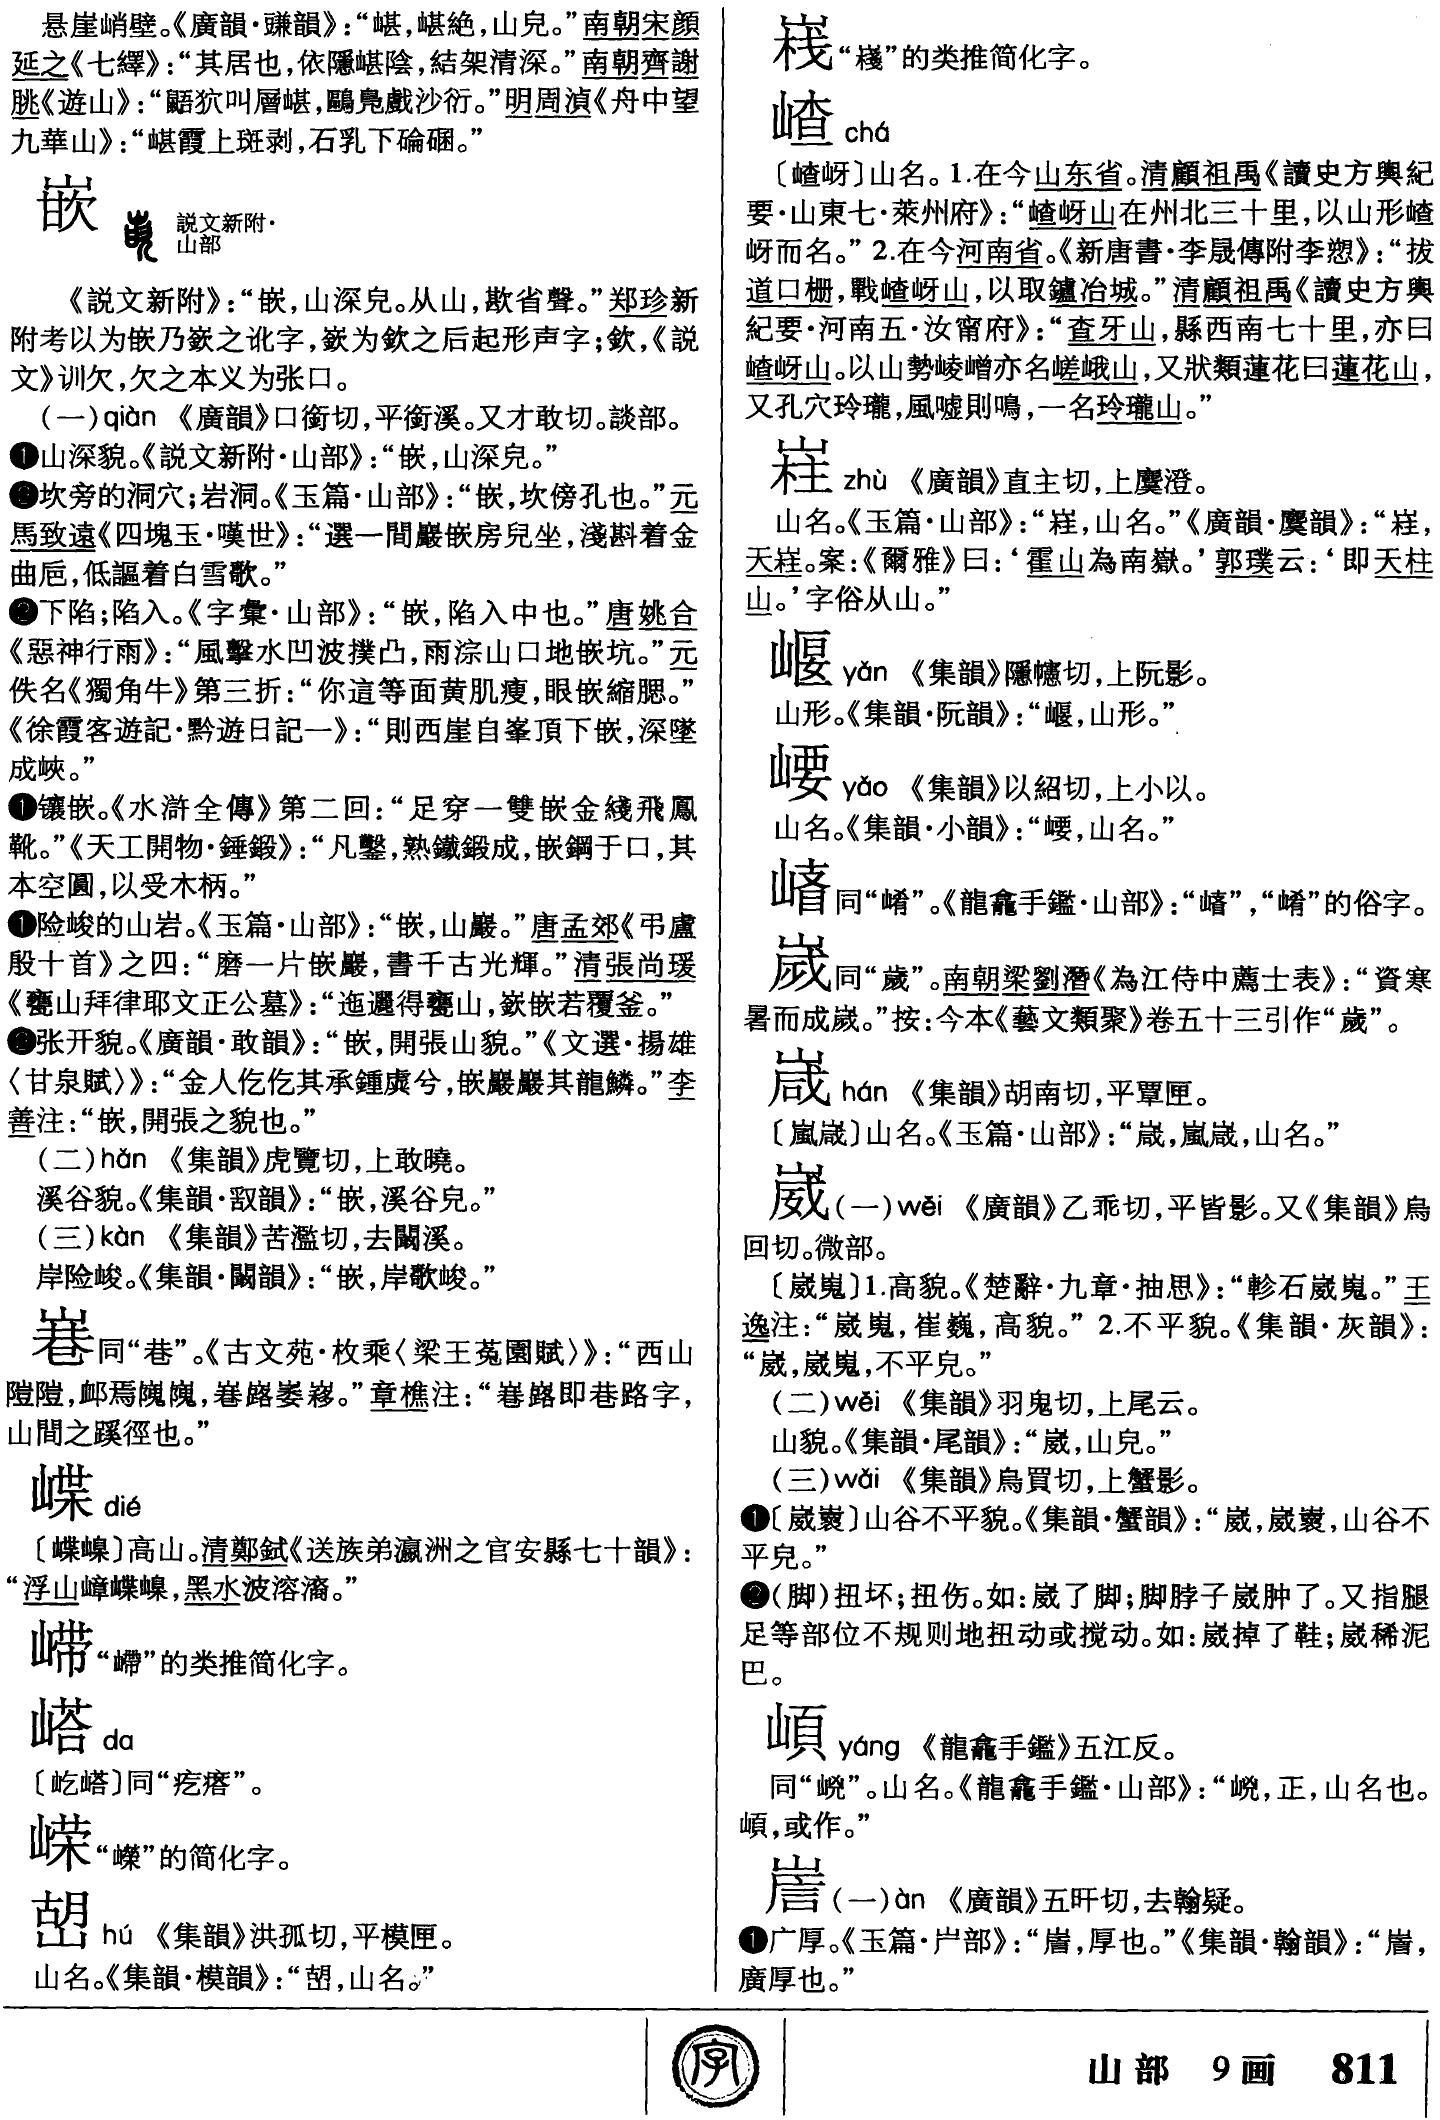 悬崖峭壁。《廣韻·豏韻》：“嵁，嵁絶，山皃。”南朝宋顔
延之《七繹》：“其居也，依隱嵁陰，結架清深。”南朝齊謝
朓《遊山》：“鼯狖叫層嵁，鷗鳧戲沙衍。”明周湞《舟中望
九華山》：“嵁霞上斑剥，石乳下碖硱。”
嵌 説文新附·
山部
《説文新附》：“嵌，山深皃。从山，歁省聲。”郑珍新
附考以为嵌乃嶔之讹字，嶔为欽之后起形声字；欽，《説
文》训欠，欠之本义为张口。
(一)qiàn 《廣韻》口銜切，平銜溪。又才敢切。談部。
❶山深貌。《説文新附·山部》：“嵌，山深皃。”
❷坎旁的洞穴；岩洞。《玉篇·山部》：“嵌，坎傍孔也。”元
馬致遠《四塊玉·嘆世》：“選一間巖嵌房兒坐，淺斟着金
曲卮，低謳着白雪歌。”
❷下陷；陷入。《字彙·山部》：“嵌，陷入中也。”唐姚合
《惡神行雨》：“風擊水凹波撲凸，雨淙山口地嵌坑。”元
佚名《獨角牛》第三折：“你這等面黄肌瘦，眼嵌縮腮。”
《徐霞客遊記·黔遊日記一》：“則西崖自峯頂下嵌，深墜
成峽。”
❶镶嵌。《水滸全傳》第二回：“足穿一雙嵌金綫飛鳳
靴。”《天工開物·錘鍛》：“凡鑿，熟鐵鍛成，嵌鋼于口，其
本空圓，以受木柄。”
❶险峻的山岩。《玉篇·山部》：“嵌，山巖。”唐孟郊《弔盧
殷十首》之四：“磨一片嵌巖，書千古光輝。”清張尚瑗
《甕山拜律耶文正公墓》：“迤邐得甕山，嶔嵌若覆釜。”
❷张开貌。《廣韻·敢韻》：“嵌，開張山貌。”《文選·揚雄
〈甘泉賦〉》：“金人仡仡其承鍾虡兮，嵌巖巖其龍鱗。”李
善注：“嵌，開張之貌也。”
(二)hǎn 《集韻》虎覽切，上敢曉。
溪谷貌。《集韻·敢韻》：“嵌，溪谷皃。”
(三)kàn 《集韻》苦濫切，去闞溪。
岸险峻。《集韻·闞韻》：“嵌，岸㰤峻。”
㟟同“巷”。《古文苑·枚乘〈梁王菟園賦〉》：“西山
隑隑，卹焉隗隗，㟟路崣㠢。”章樵注：“㟟路即巷路字，
山間之蹊徑也。”
嵽 dié
〔嵽嵲〕高山。清鄭鉽《送族弟瀛洲之官安縣七十韻》：
“浮山嶂嵽嵲，黑水波溶潏。”
“嵽”的类推简化字。
嵴 da
〔屹嗒〕同“疙瘩”。
嵘“嶸”的简化字。
㟣 hú 《集韻》洪孤切，平模匣。
山名。《集韻·模韻》：“㟣，山名。”
“嶘”的类推简化字。
嵖 chá
〔嵖岈〕山名。1.在今山东省。清顧祖禹《讀史方輿紀
要·山東七·萊州府》：“嵖岈山在州北三十里，以山形嵖
岈而名。” 2.在今河南省。《新唐書·李晟傳附李愬》：“拔
道口栅，戰嵖岈山，以取鑪冶城。”清顧祖禹《讀史方輿
紀要·河南五·汝甯府》：“查牙山，縣西南七十里，亦曰
嵖岈山。以山勢崚嶒亦名嵯峨山，又狀類蓮花曰蓮花山，
又孔穴玲瓏，風嘘則鳴，一名玲瓏山。”
嵀 zhù 《廣韻》直主切，上麌澄。
山名。《玉篇·山部》：“嵀，山名。”《廣韻·麌韻》：“嵀，
天嵀。案：《爾雅》曰：‘霍山為南嶽。’郭璞云：‘即天柱
山。’字俗从山。”
嵃 yǎn 《集韻》隱幰切，上阮影。
山形。《集韻·阮韻》：“嵃，山形。”
㟱 yǎo 《集韻》以紹切，上小以。
山名。《集韻·小韻》：“㟱，山名。”
同“崤”。《龍龕手鑑·山部》：“”，“崤”的俗字。
嵗同“歲”。南朝梁劉潛《為江侍中薦士表》：“資寒
暑而成嵗。”按：今本《藝文類聚》卷五十三引作“歲”。
㟏 hán 《集韻》胡南切，平覃匣。
〔嵐㟏〕山名。《玉篇·山部》：“㟏，嵐㟏，山名。”
崴(一)wēi 《廣韻》乙乖切，平皆影。又《集韻》烏
回切。微部。
〔崴嵬〕1.高貌。《楚辭·九章·抽思》：“軫石崴嵬。”王
逸注：“崴嵬，崔巍，高貌。” 2.不平貌。《集韻·灰韻》：
“崴，崴嵬，不平皃。”
(二)wěi 《集韻》羽鬼切，上尾云。
山貌。《集韻·尾韻》：“崴，山皃。”
(三)wǎi 《集韻》烏買切，上蟹影。
❶〔崴㠢〕山谷不平貌。《集韻·蟹韻》：“崴，崴㠢，山谷不
平皃。”
❷(脚)扭坏；扭伤。如：崴了脚；脚脖子崴肿了。又指腿
足等部位不规则地扭动或搅动。如：崴掉了鞋；崴稀泥
巴。
yáng 《龍龕手鑑》五江反。
同“㟅”。山名。《龍龕手鑑·山部》：“㟅，正，山名也。
，或作。”
(一)àn 《廣韻》五旰切，去翰疑。
❶广厚。《玉篇·屵部》：“，厚也。”《集韻·翰韻》：“，
廣厚也。”
字
山部 9画 811